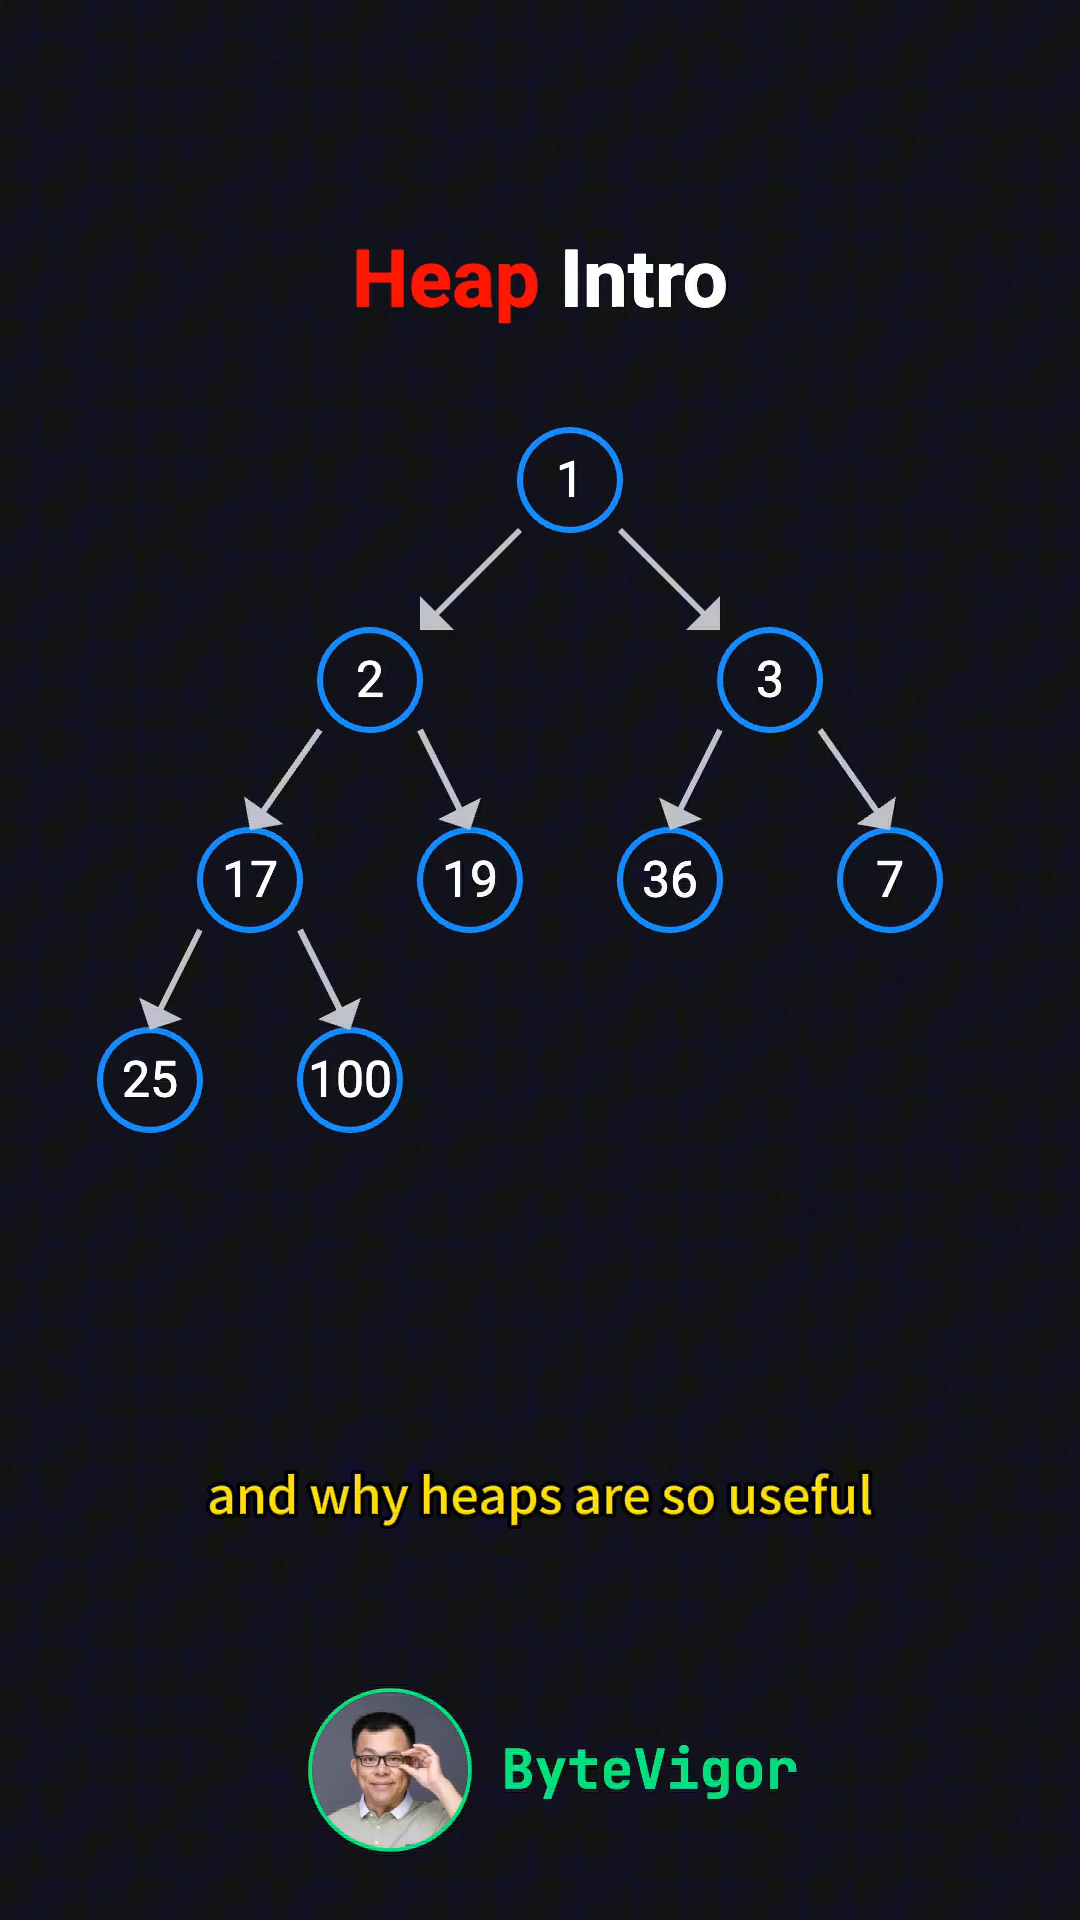 Heap Intro
1
2 3
17 19 36 7
25 100
and why heaps are so useful
ByteVigor